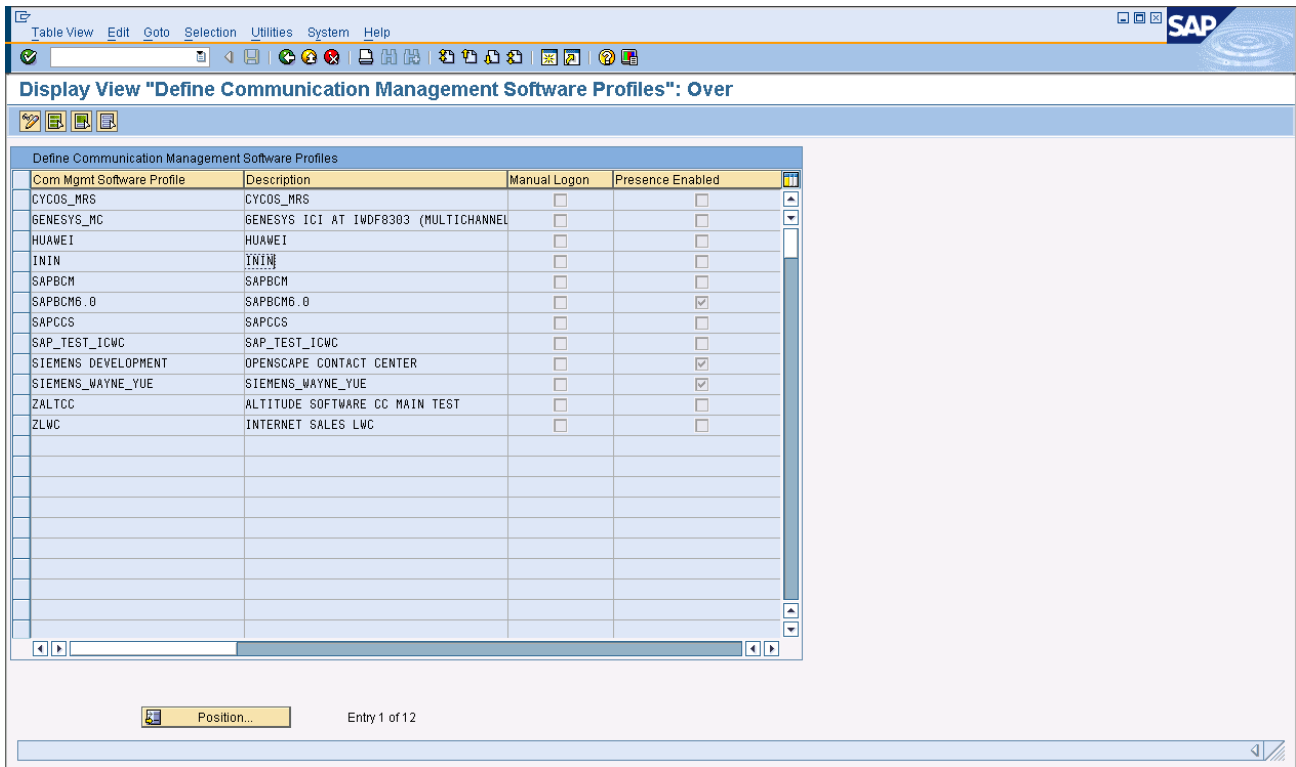 Table View Edit Goto Selection Utilities System Help
SAP
Display View "Define Communication Management Software Profiles": Over
Define Communication Management Software Profiles
Com Mgmt Software Profile Description Manual Logon Presence Enabled
CYCOS_MRS CYCOS_MRS
GENESYS_MC GENESYS ICI AT IWDF8303 (MULTICHANNEL
HUAWEI HUAWEI
ININ ININ
SAPBCM SAPBCM
SAPBCM6.0 SAPBCM6.0
SAPCCS SAPCCS
SAP_TEST_ICWC SAP_TEST_ICWC
SIEMENS DEVELOPMENT OPENSCAPE CONTACT CENTER
SIEMENS_WAYNE_YUE SIEMENS_WAYNE_YUE
ZALTCC ALTITUDE SOFTWARE CC MAIN TEST
ZLWC INTERNET SALES LWC
Position... Entry 1 of 12